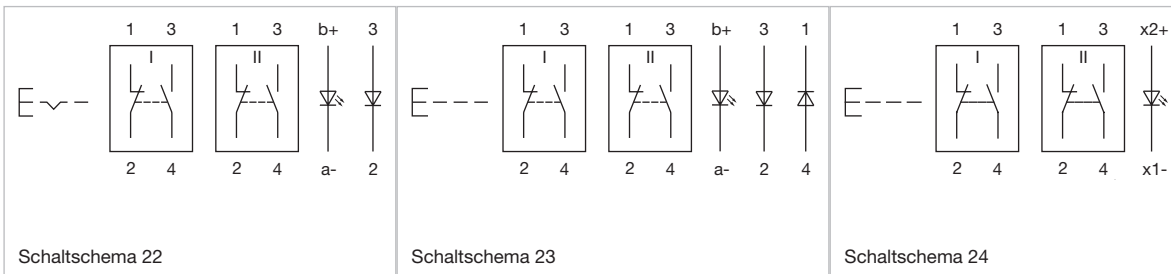 1 3 1 3 b+ 3
I II
2 4 2 4 a- 2
Schaltschema 22
1 3 1 3 b+ 3 1
I II
2 4 2 4 a- 2 4
Schaltschema 23
1 3 1 3 x2+
I II
2 4 2 4 x1-
Schaltschema 24